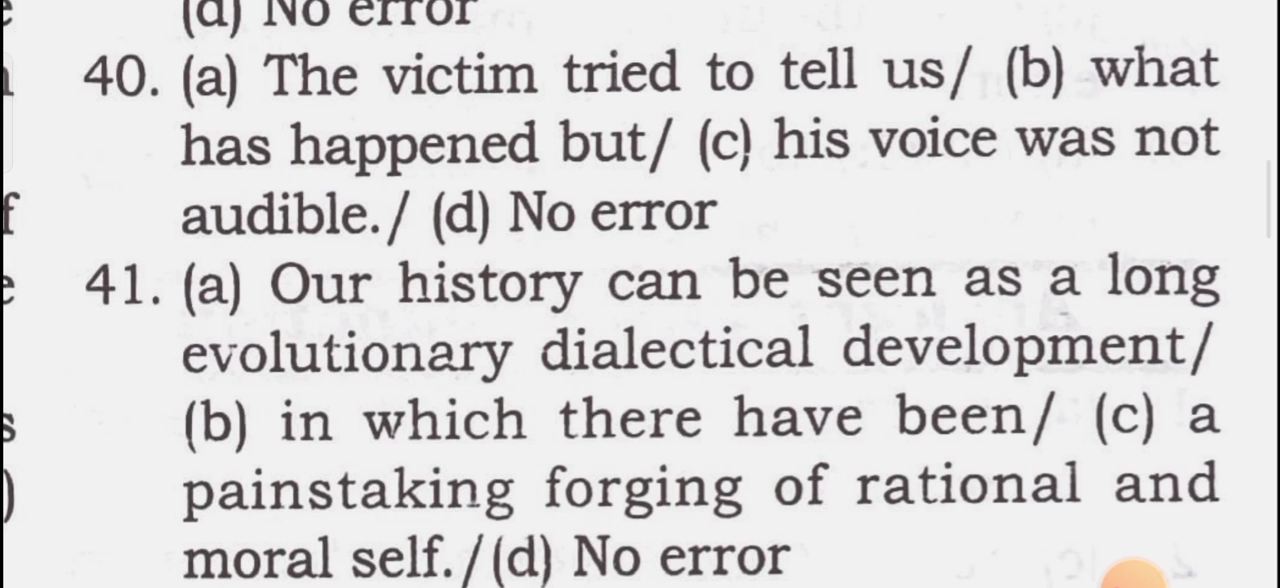 (d) No error
40. (a) The victim tried to tell us/ (b) what
has happened but/ (c) his voice was not
audible./ (d) No error
41. (a) Our history can be seen as a long
evolutionary dialectical development/
(b) in which there have been/ (c) a
painstaking forging of rational and
moral self./(d) No error